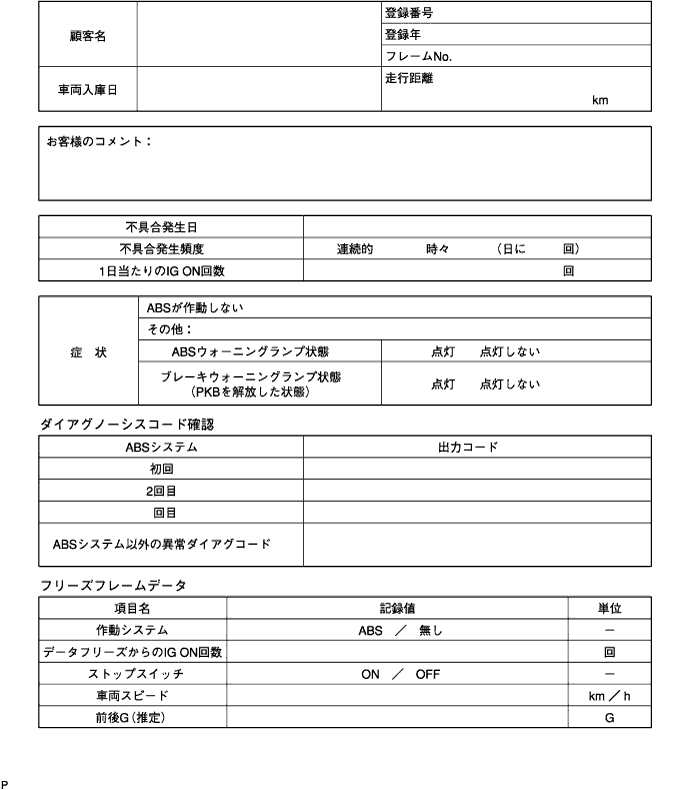 顧客名
登録番号
登録年
フレームNo.
車両入庫日
走行距離
km
お客様のコメント：
不具合発生日
不具合発生頻度 連続的 時々 （日に 回）
1日当たりのIG ON回数 回
症 状
ABSが作動しない
その他：
ABSウォーニングランプ状態 点灯 点灯しない
ブレーキウォーニングランプ状態
（PKBを解放した状態） 点灯 点灯しない
ダイアグノーシスコード確認
ABSシステム 出力コード
初回
2回目
回目
ABSシステム以外の異常ダイアグコード
フリーズフレームデータ
項目名 記録値 単位
作動システム ABS ／ 無し －
データフリーズからのIG ON回数 回
ストップスイッチ ON ／ OFF －
車両スピード km／h
前後G（推定） G
P